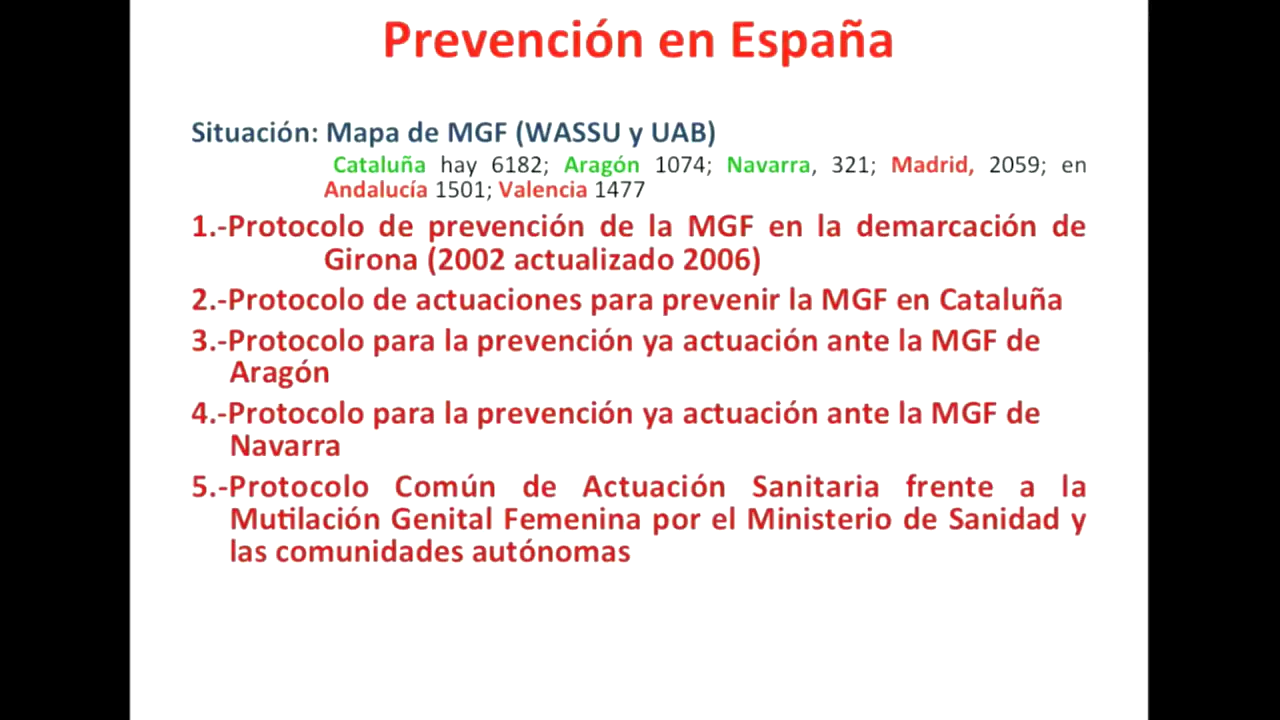 Prevención en España
Situación: Mapa de MGF (WASSU y UAB)
Cataluña hay 6182; Aragón 1074; Navarra, 321; Madrid, 2059; en
Andalucía 1501; Valencia 1477
1.-Protocolo de prevención de la MGF en la demarcación de
Girona (2002 actualizado 2006)
2.-Protocolo de actuaciones para prevenir la MGF en Cataluña
3.-Protocolo para la prevención ya actuación ante la MGF de
Aragón
4.-Protocolo para la prevención ya actuación ante la MGF de
Navarra
5.-Protocolo Común de Actuación Sanitaria frente a la
Mutilación Genital Femenina por el Ministerio de Sanidad y
las comunidades autónomas